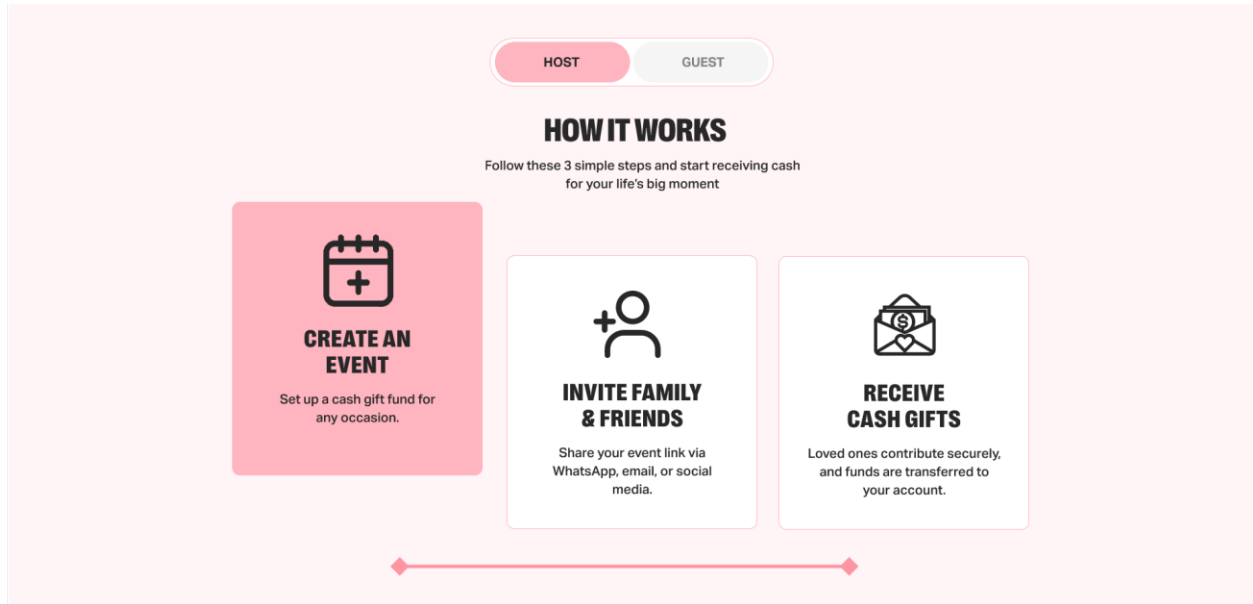 HOST
GUEST
HOW IT WORKS
Follow these 3 simple steps and start receiving cash
for your life's big moment
CREATE AN
EVENT
Set up a cash gift fund for
any occasion.
INVITE FAMILY
& FRIENDS
Share your event link via
WhatsApp, email, or social
media.
$
RECEIVE
CASH GIFTS
Loved ones contribute securely,
and funds are transferred to
your account.